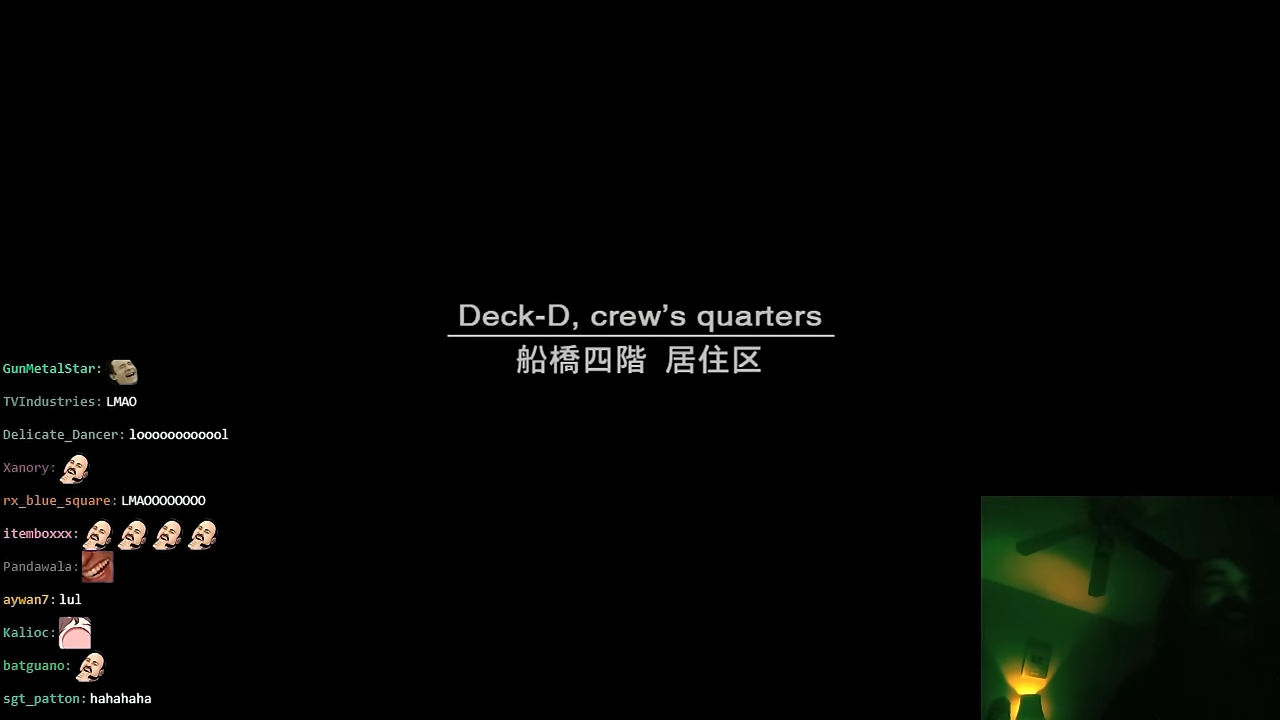 Deck-D, crew's quarters
船橋四階 居住区
GunMetalStar:
TVIndustries: LMAO
Delicate_Dancer: loooooooooool
Xanory:
rx_blue_square: LMAOOOOOOOO
itemboxxx:
Pandawala:
aywan7: lul
Kalioc:
batguano:
sgt_patton: hahahaha